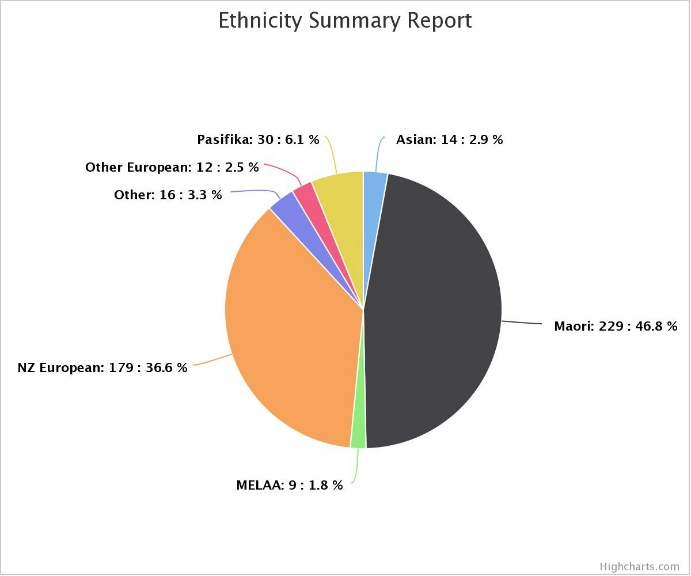 Ethnicity Summary Report
Pasifika: 30 : 6.1 %
Asian: 14 : 2.9 %
Other European: 12 : 2.5 %
Other: 16 : 3.3 %
Maori: 229 : 46.8 %
NZ European: 179 : 36.6 %
MELAA: 9 : 1.8 %
Highcharts.com